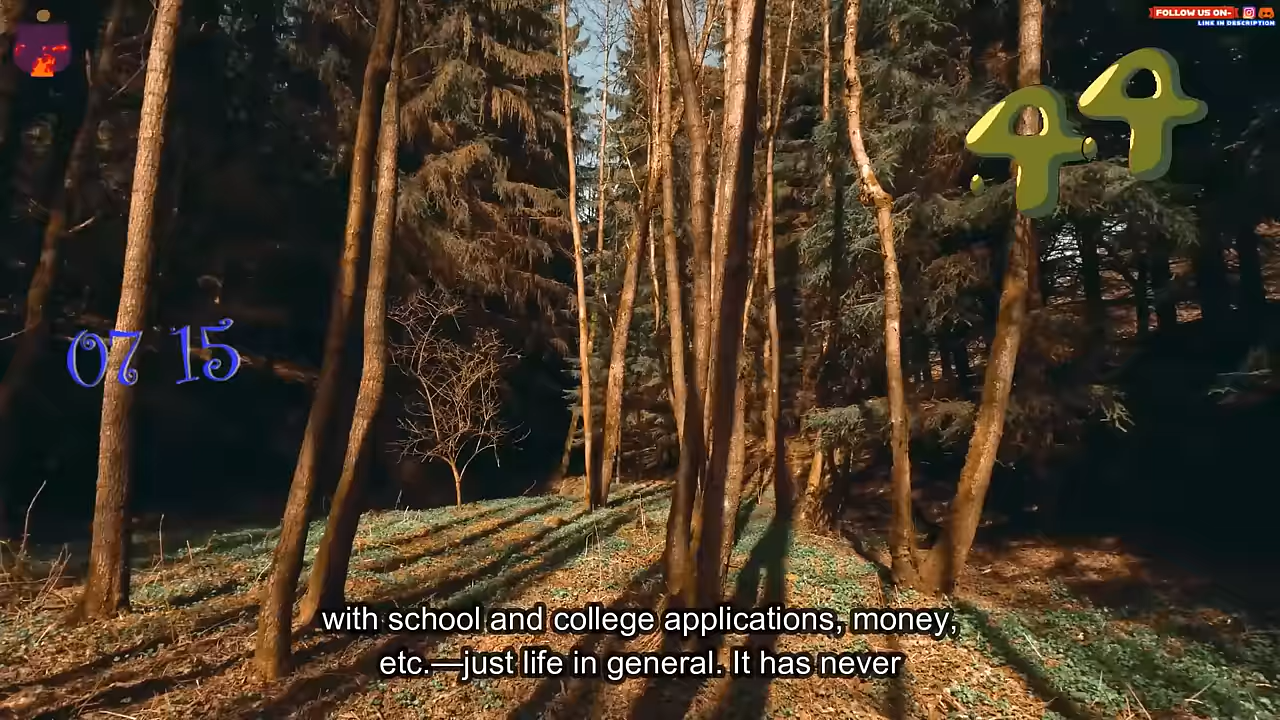 FOLLOW US ON-
LINK IN DESCRIPTION
44
07 15
with school and college applications, money,
etc.—just life in general. It has never